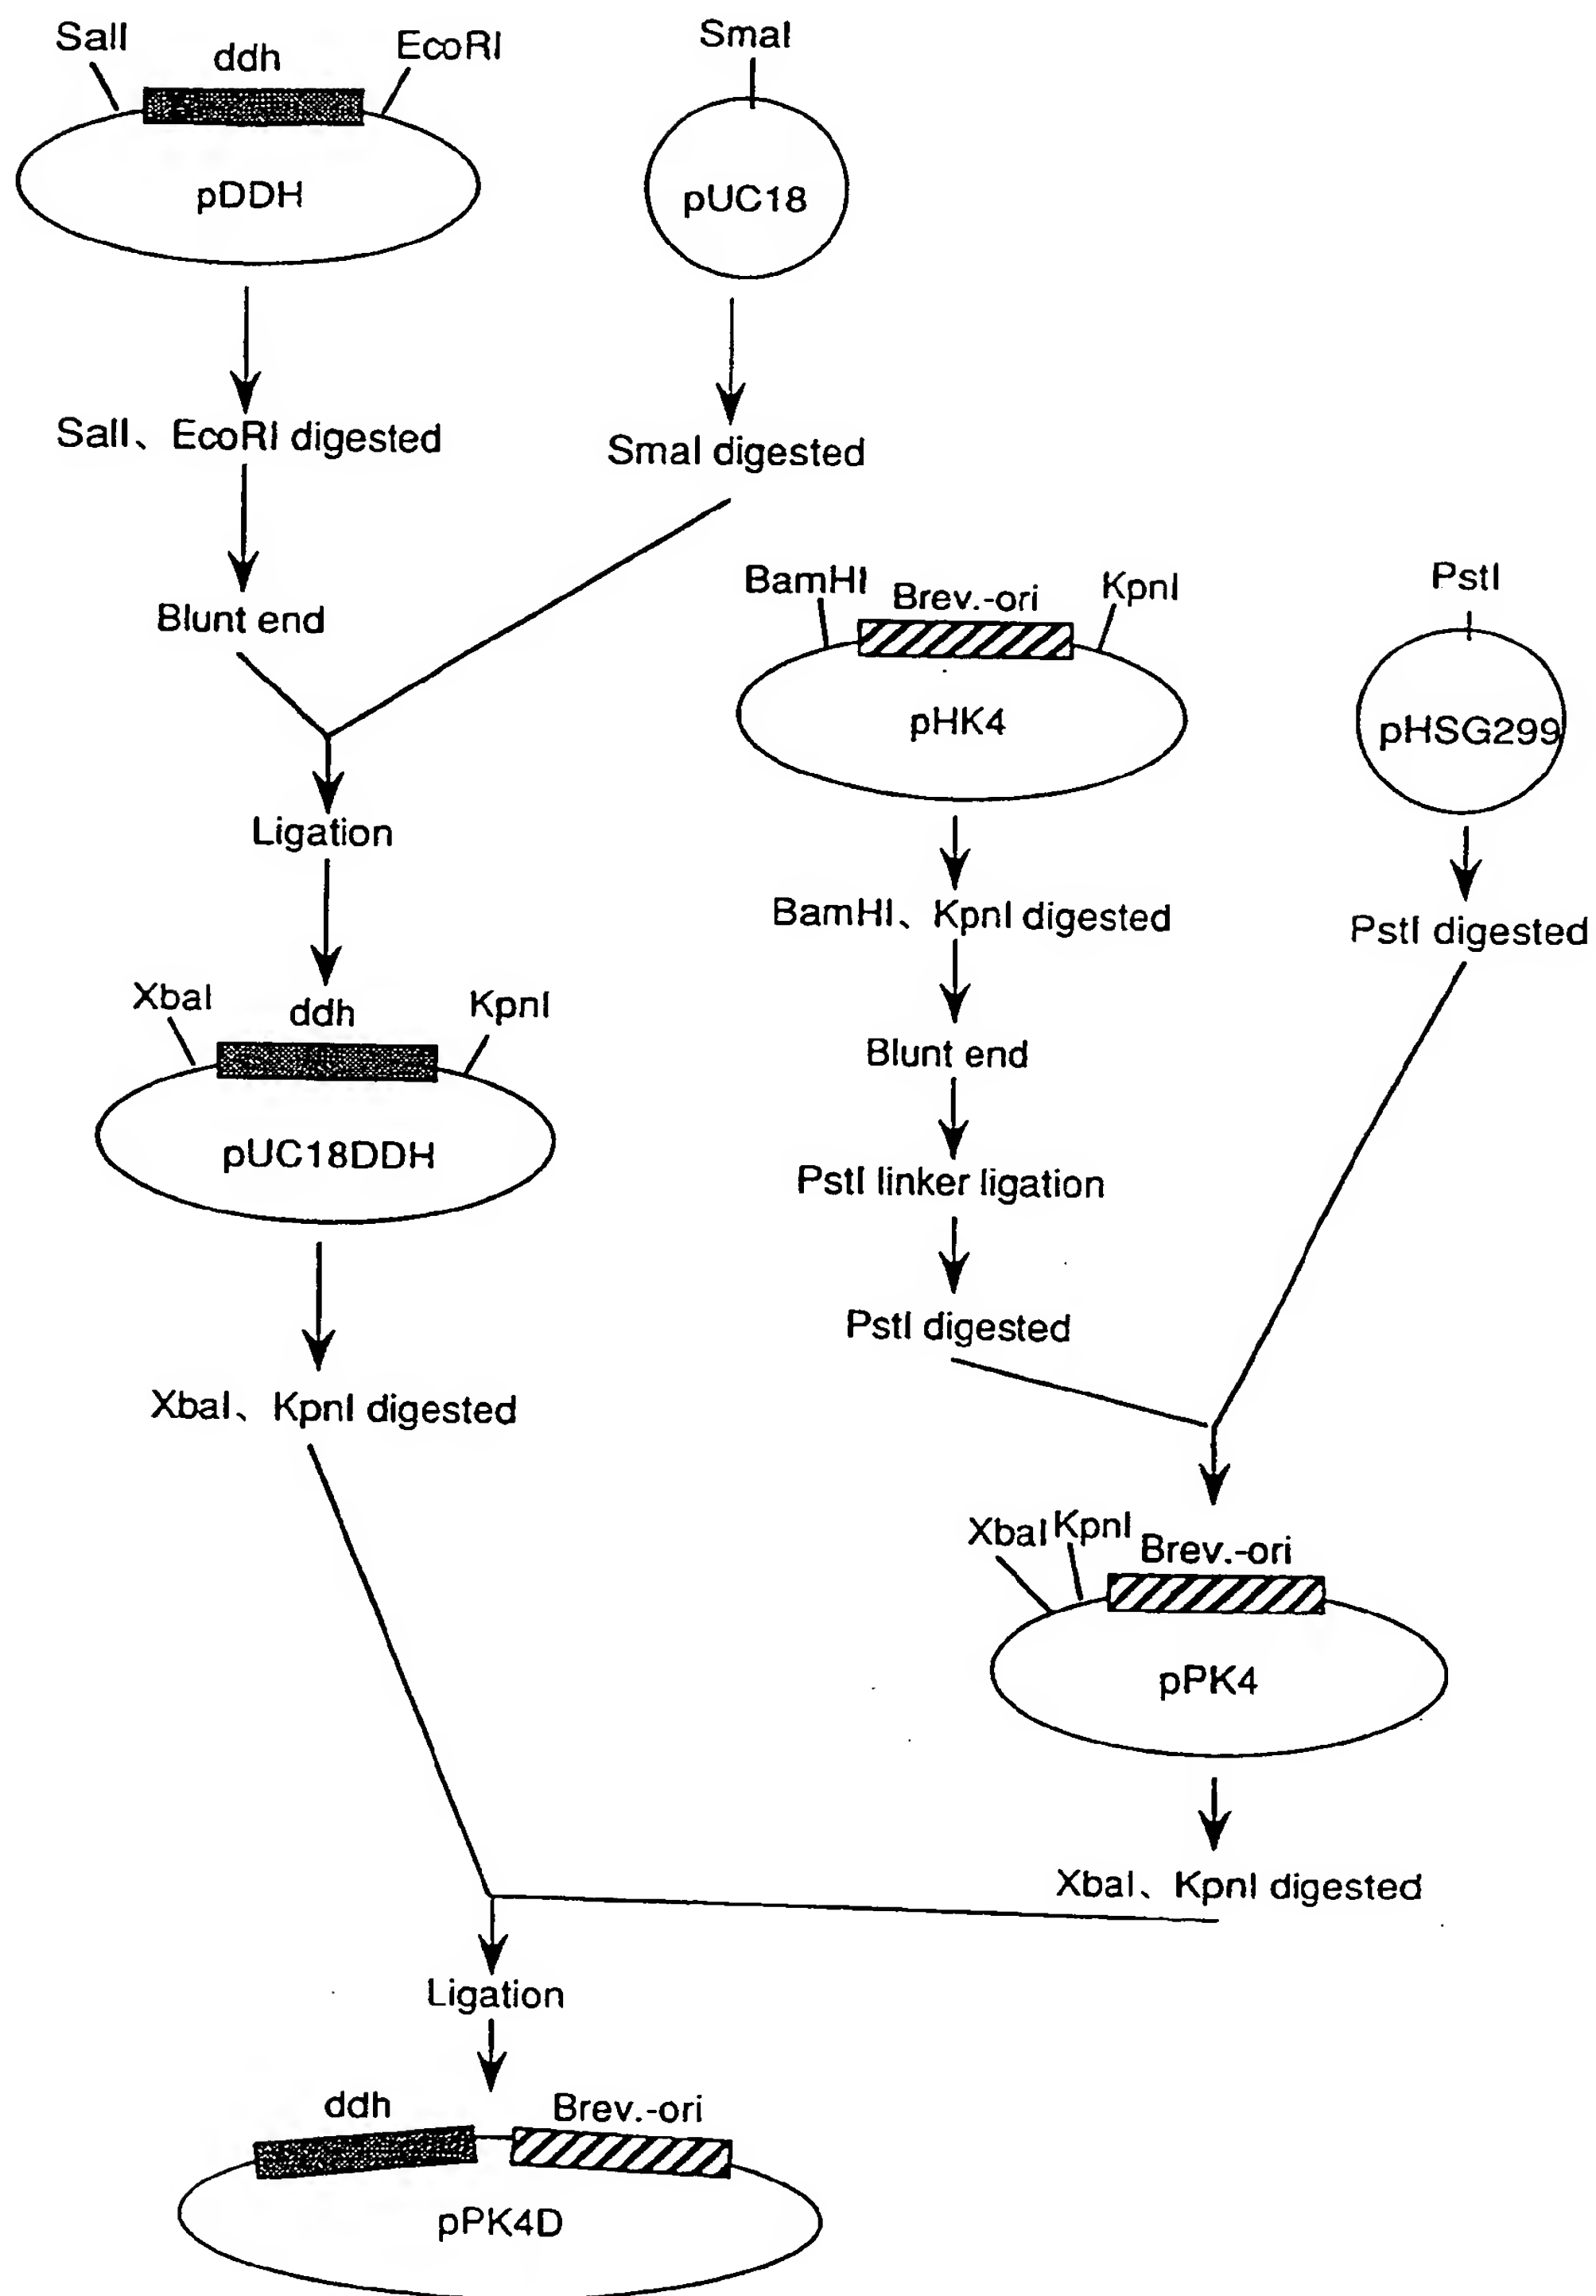 SalI
ddh
EcoRI
SmaI
pDDH
pUC18
SalI、EcoRI digested
SmaI digested
Blunt end
BamHI
Brev.-ori
KpnI
PstI
pHK4
pHSG299
Ligation
BamHI、KpnI digested
PstI digested
XbaI
ddh
KpnI
Blunt end
pUC18DDH
PstI linker ligation
PstI digested
XbaI、KpnI digested
XbaI
KpnI
Brev.-ori
pPK4
XbaI、KpnI digested
Ligation
ddh
Brev.-ori
pPK4D